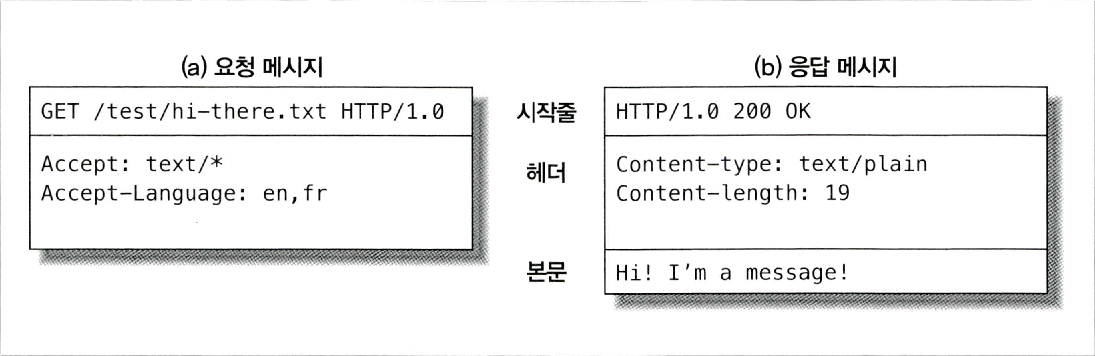 (a) 요청 메시지
GET /test/hi-there.txt HTTP/1.0
Accept: text/*
Accept-Language: en,fr
시작줄
헤더
본문
(b) 응답 메시지
HTTP/1.0 200 OK
Content-type: text/plain
Content-length: 19
Hi! I'm a message!